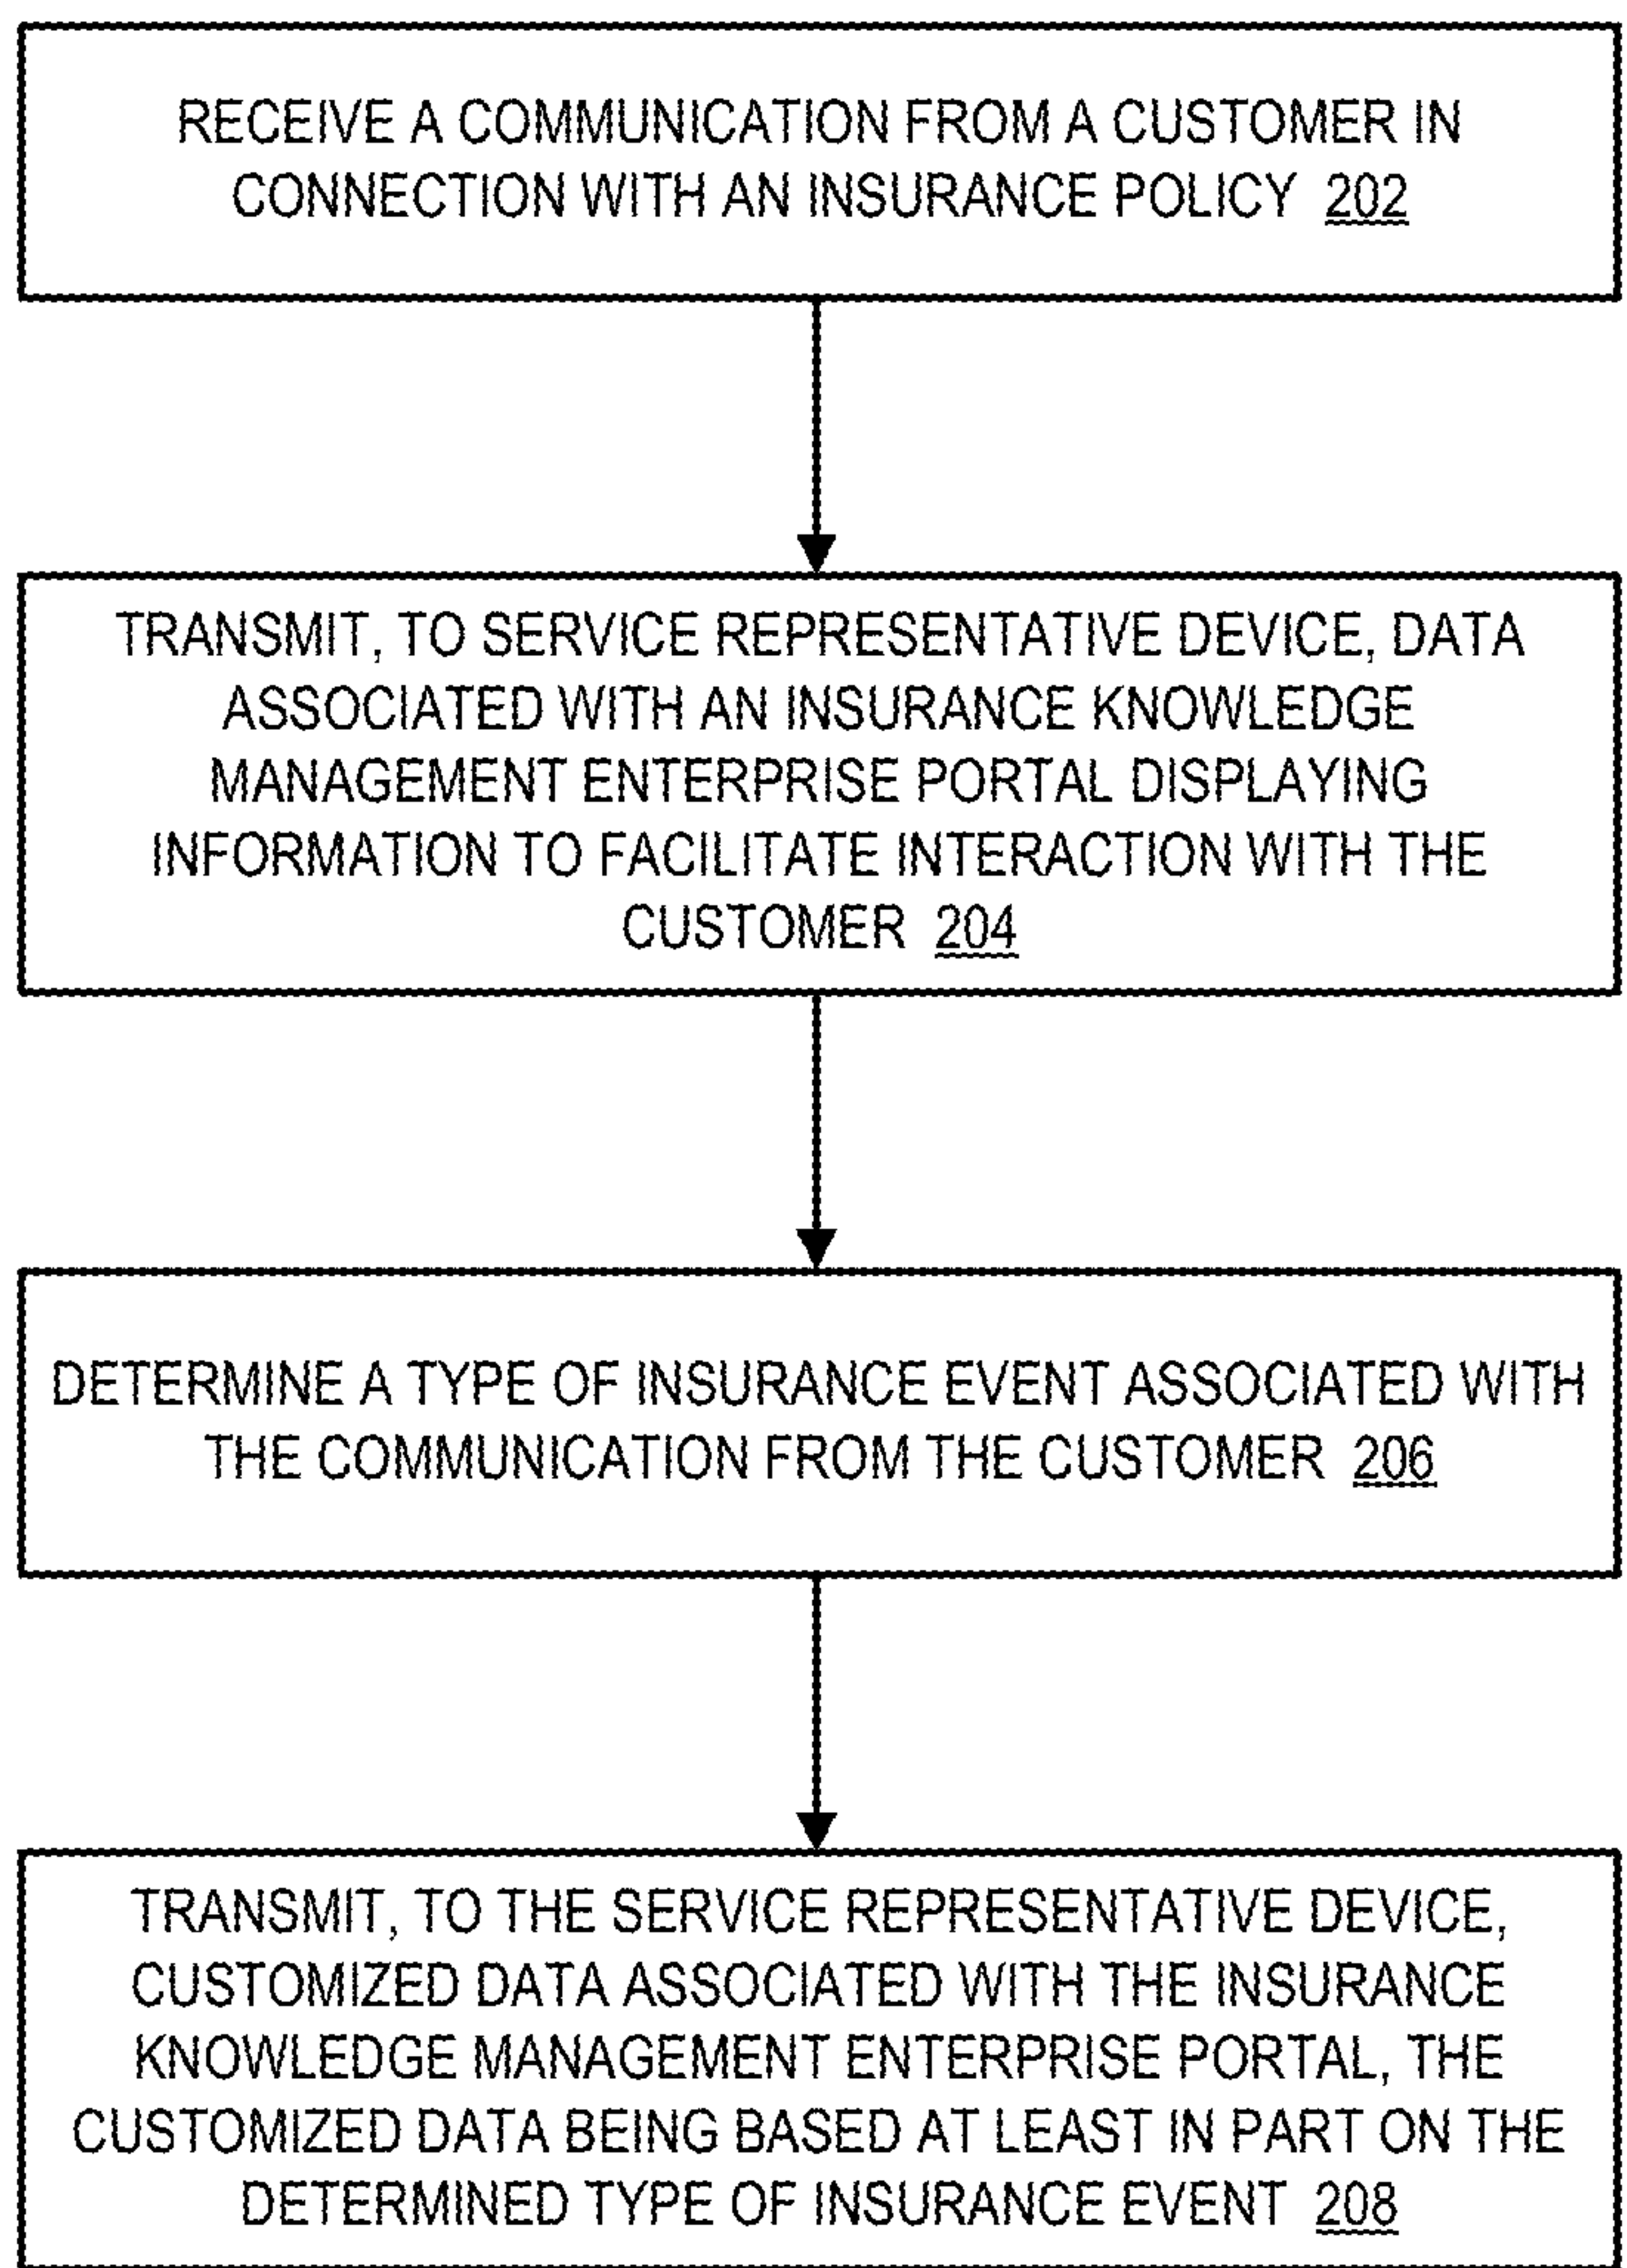 RECEIVE A COMMUNICATION FROM A CUSTOMER IN
CONNECTION WITH AN INSURANCE POLICY 202
TRANSMIT, TO SERVICE REPRESENTATIVE DEVICE, DATA
ASSOCIATED WITH AN INSURANCE KNOWLEDGE
MANAGEMENT ENTERPRISE PORTAL DISPLAYING
INFORMATION TO FACILITATE INTERACTION WITH THE
CUSTOMER 204
DETERMINE A TYPE OF INSURANCE EVENT ASSOCIATED WITH
THE COMMUNICATION FROM THE CUSTOMER 206
TRANSMIT, TO THE SERVICE REPRESENTATIVE DEVICE,
CUSTOMIZED DATA ASSOCIATED WITH THE INSURANCE
KNOWLEDGE MANAGEMENT ENTERPRISE PORTAL, THE
CUSTOMIZED DATA BEING BASED AT LEAST IN PART ON THE
DETERMINED TYPE OF INSURANCE EVENT 208